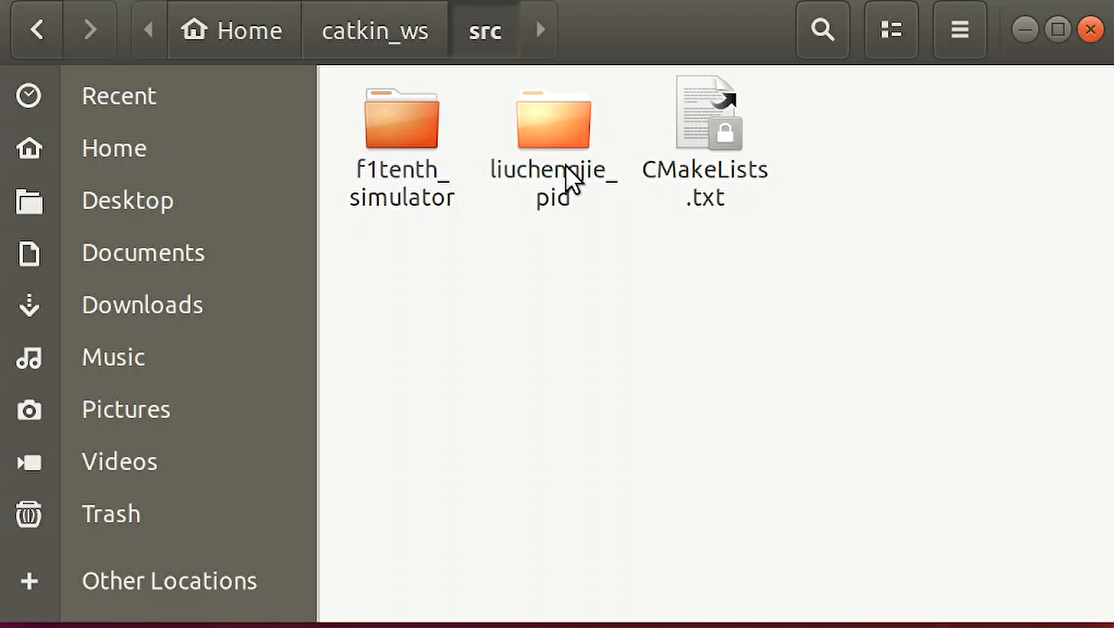 Home
catkin_ws
src
Recent
Home
Desktop
Documents
Downloads
Music
Pictures
Videos
Trash
Other Locations
f1tenth_
simulator
pid
CMakeLists
.txt